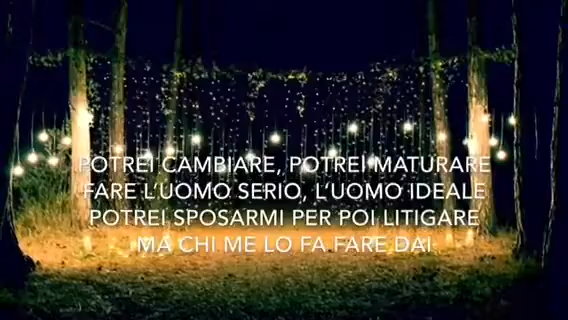 POTREI CAMBIARE, POTREI MATURARE
FARE L'UOMO SERIO, L'UOMO IDEALE
POTREI SPOSARMI PER POI LITIGARE
MA CHI ME LO FA FARE DAI